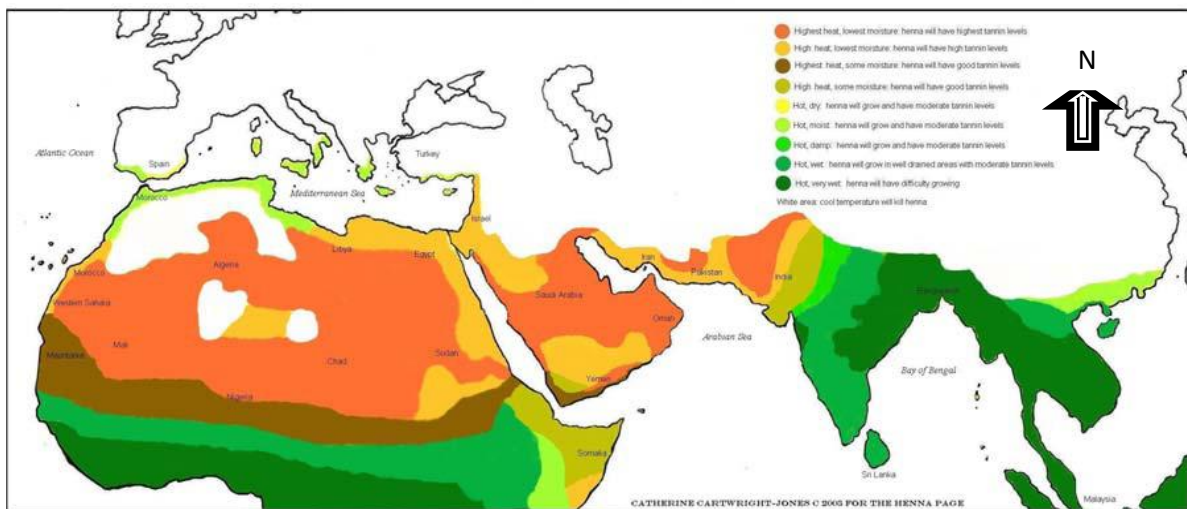 Highest heat, lowest moisture: henna will have highest tannin levels
High heat, lowest moisture: henna will have high tannin levels
Highest heat, some moisture: henna will have good tannin levels
High heat, some moisture: henna will have good tannin levels
Hot, dry: henna will grow and have moderate tannin levels
Hot, moist: henna will grow and have moderate tannin levels
Hot, damp: henna will grow and have moderate tannin levels
Hot, wet: henna will grow in well drained areas with moderate tannin levels
Hot, very wet: henna will have difficulty growing
White area: cool temperature will kill henna
N
Atlantic Ocean
Spain
Turkey
Mediterranean Sea
Morocco
Israel
Libya
Egypt
Iran
Algeria
Morocco
Pakistan
India
Saudi Arabia
Western Sahara
Oman
Arabian Sea
Mali
Mauritania
Chad
Sudan
Yemen
Bay of Bengal
Nigeria
Somalia
Sri Lanka
Malaysia
CATHERINE CARTWRIGHT-JONES C 2003 FOR THE HENNA PAGE